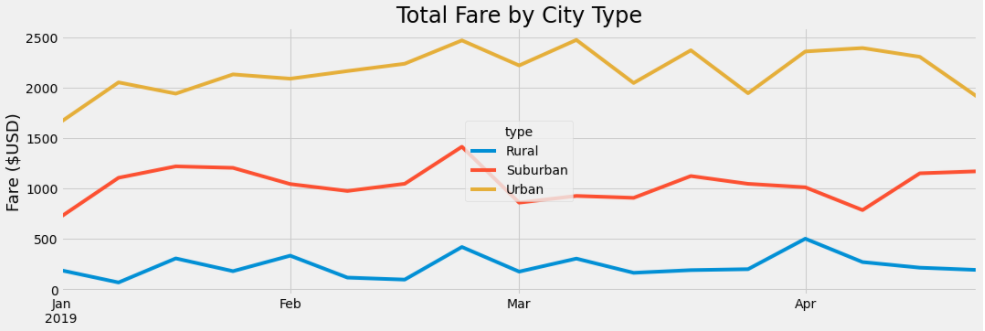 Total Fare by City Type
Fare ($USD)
2500
2000
1500
1000
500
0
type
Rural
Suburban
Urban
Jan Feb Mar Apr
2019